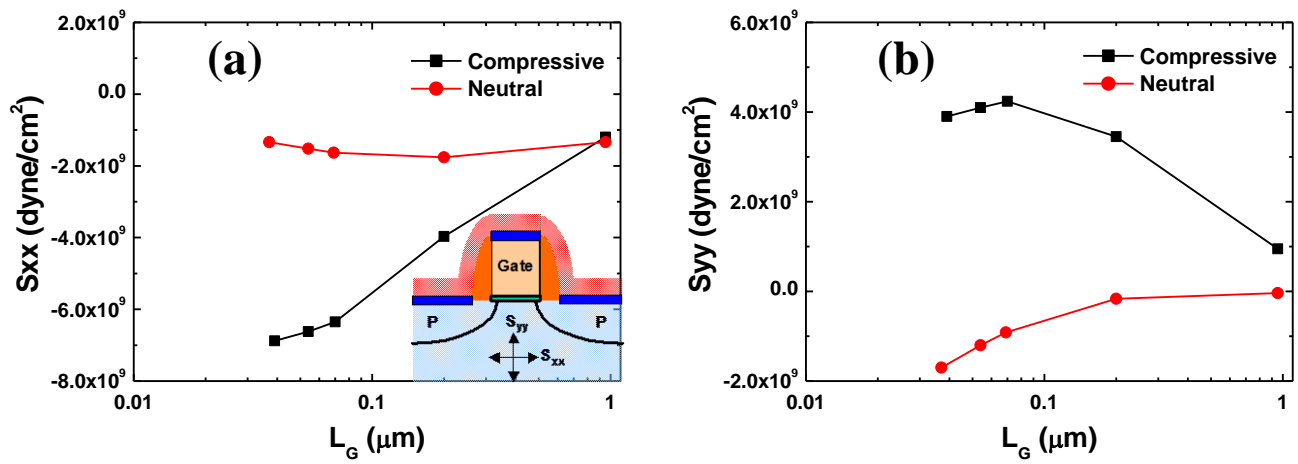 (a)
Compressive
Neutral
2.0x10⁹
0.0
-2.0x10⁹
-4.0x10⁹
-6.0x10⁹
-8.0x10⁹
Sxx (dyne/cm²)
Gate
P
P
S_yy
S_xx
0.01
0.1
1
L_G (μm)
(b)
Compressive
Neutral
6.0x10⁹
4.0x10⁹
2.0x10⁹
0.0
-2.0x10⁹
Syy (dyne/cm²)
0.01
0.1
1
L_G (μm)